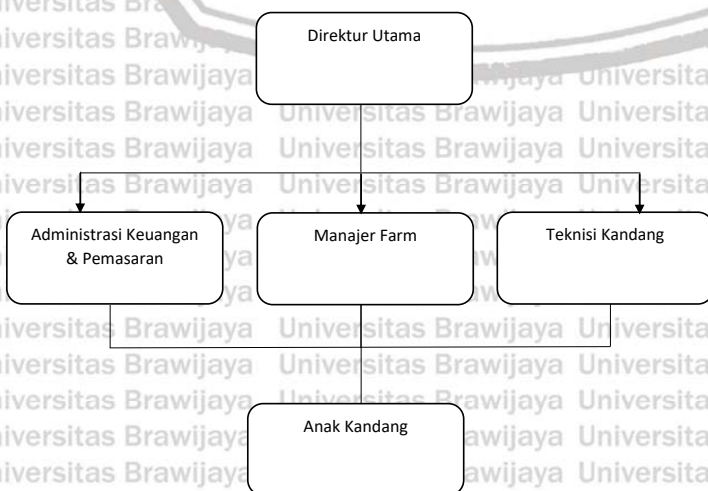 Direktur Utama
Administrasi Keuangan
& Pemasaran
Manajer Farm
Teknisi Kandang
Anak Kandang